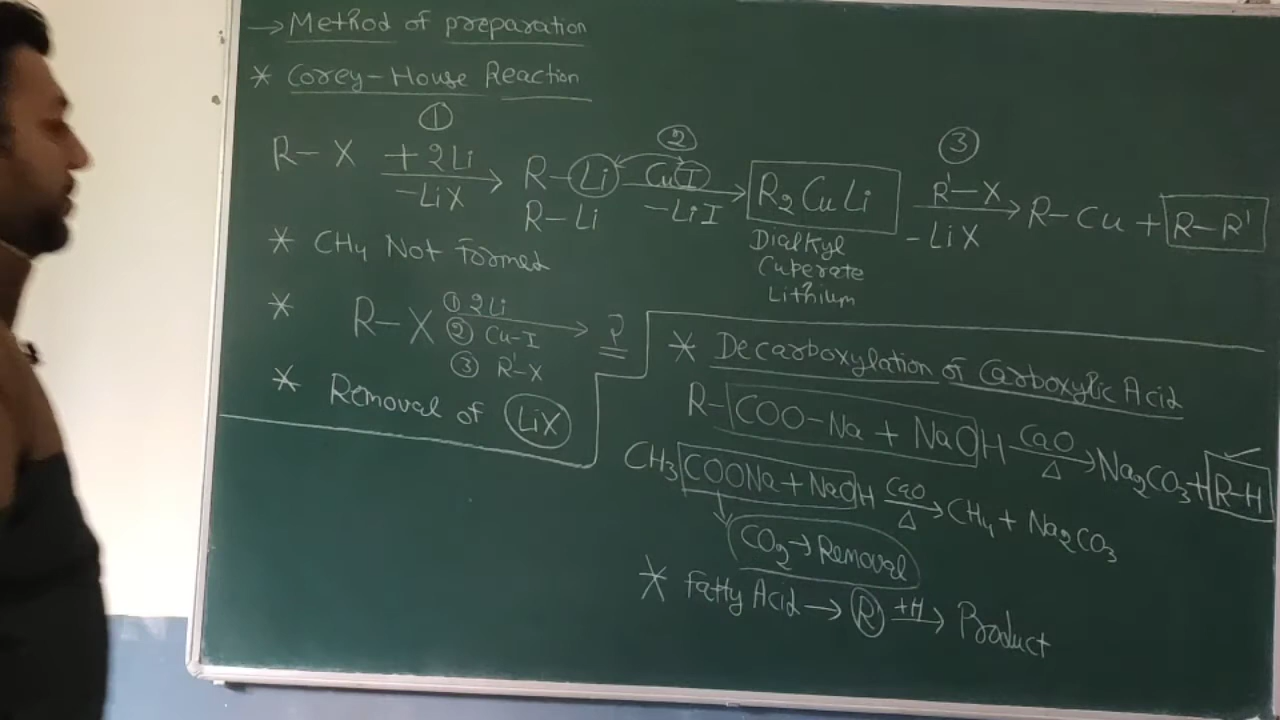 → Method of preparation
* Corey-House Reaction
① ② ③
R-X +2Li -LiX → R-Li CuI -LiI → R2CuLi R'-X -LiX → R-Cu + R-R'
R-Li
Dialkyl
Cuperate
Lithium
* CH4 Not formed
* R-X ① 2Li → ?
② Cu-I
③ R'-X
* Removal of LiX
* Decarboxylation of Carboxylic Acid
R-COO-Na + NaOH CaO Δ → Na2CO3 + R-H
CH3COONa + NaOH CaO Δ → CH4 + Na2CO3
CO2 → Removal
* Fatty Acid → R +H → Product